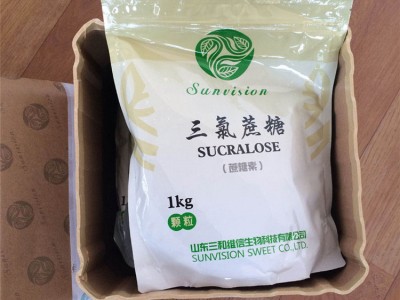 Sunvision
三氯蔗糖
SUCRALOSE
（蔗糖素）
1kg
颗粒
山东三和维信生物科技有限公司
SUNVISION SWEET CO.,LTD.